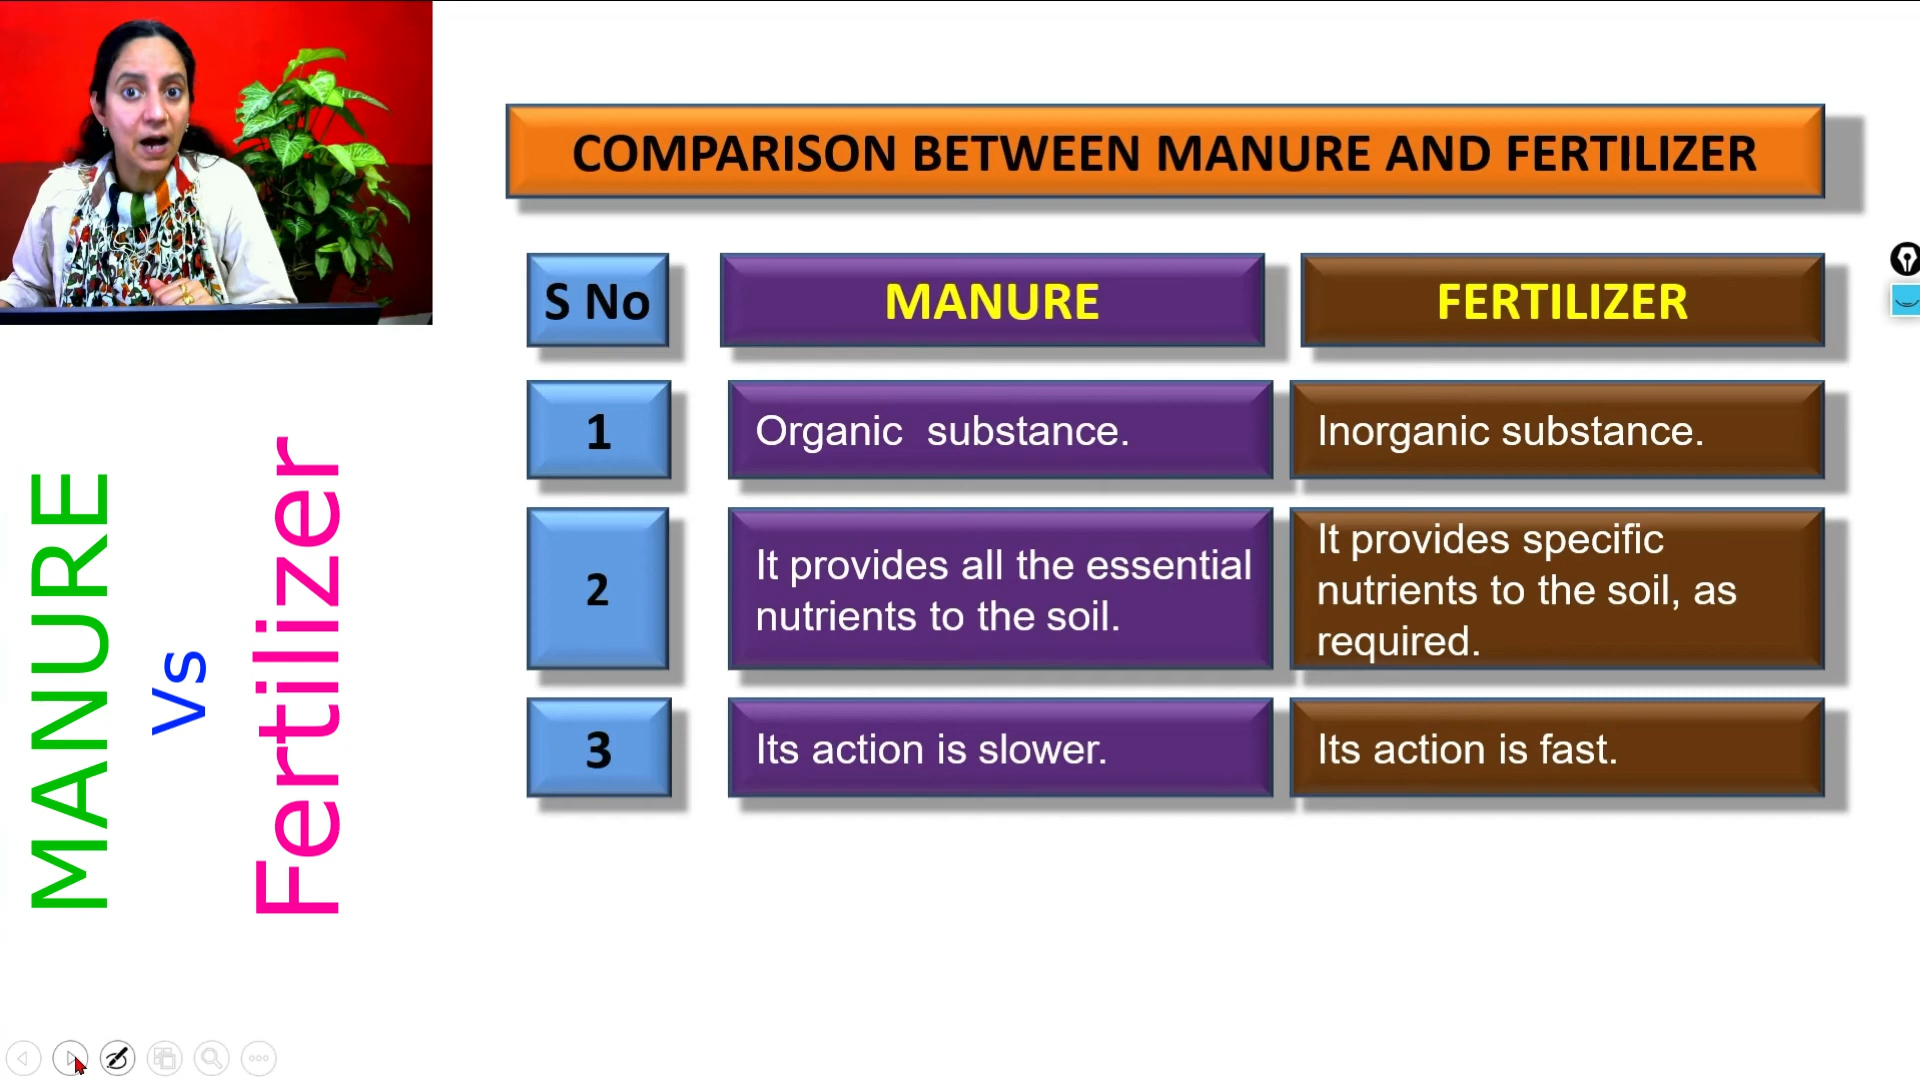 COMPARISON BETWEEN MANURE AND FERTILIZER
S No
MANURE
FERTILIZER
1
Organic substance.
Inorganic substance.
2
It provides all the essential
nutrients to the soil.
It provides specific
nutrients to the soil, as
required.
3
Its action is slower.
Its action is fast.
MANURE
Vs
Fertilizer